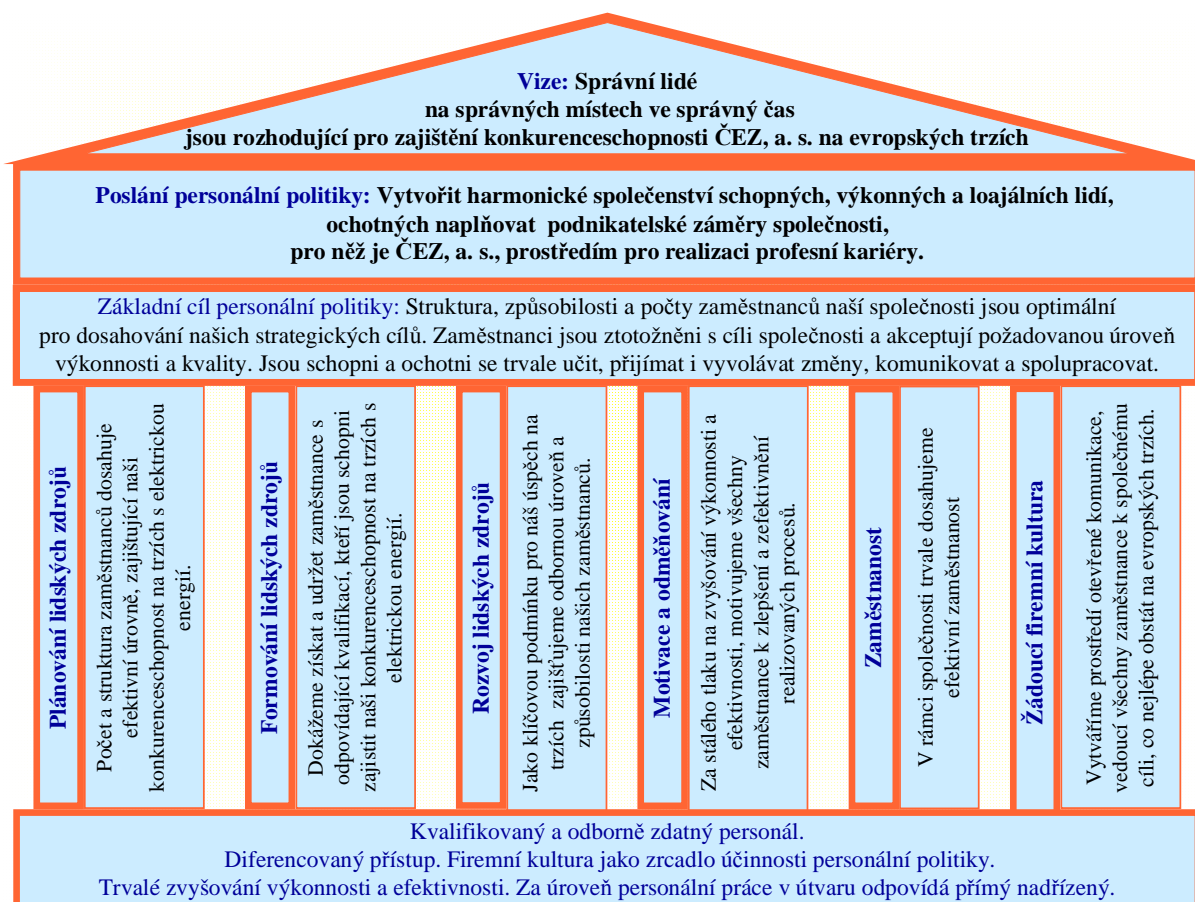 Vize: Správní lidé
na správných místech ve správný čas
jsou rozhodující pro zajištění konkurenceschopnosti ČEZ, a. s. na evropských trzích
Poslání personální politiky: Vytvořit harmonické společenství schopných, výkonných a loajálních lidí,
ochotných naplňovat podnikatelské záměry společnosti,
pro něž je ČEZ, a. s., prostředím pro realizaci profesní kariéry.
Základní cíl personální politiky: Struktura, způsobilosti a počty zaměstnanců naší společnosti jsou optimální
pro dosahování našich strategických cílů. Zaměstnanci jsou ztotožněni s cíli společnosti a akceptují požadovanou úroveň
výkonnosti a kvality. Jsou schopni a ochotni se trvale učit, přijímat i vyvolávat změny, komunikovat a spolupracovat.
Plánování lidských zdrojů
Počet a struktura zaměstnanců dosahuje
efektivní úrovně, zajištující naši
konkurenceschopnost na trzích s elektrickou
energií.
Formování lidských zdrojů
Dokážeme získat a udržet zaměstnance s
odpovídající kvalifikací, kteří jsou schopni
zajistit naši konkurenceschopnost na trzích s
elektrickou energií.
Rozvoj lidských zdrojů
Jako klíčovou podmínku pro náš úspěch na
trzích zajišťujeme odbornou úroveň a
způsobilosti našich zaměstnanců.
Motivace a odměňování
Za stálého tlaku na zvyšování výkonnosti a
efektivnosti, motivujeme všechny
zaměstnance k zlepšení a zefektivnění
realizovaných procesů.
Zaměstnanost
V rámci společnosti trvale dosahujeme
efektivní zaměstnanost
Žádoucí firemní kultura
Vytváříme prostředí otevřené komunikace,
vedoucí všechny zaměstnance k společnému
cíli, co nejlépe obstát na evropských trzích.
Kvalifikovaný a odborně zdatný personál.
Diferencovaný přístup. Firemní kultura jako zrcadlo účinnosti personální politiky.
Trvalé zvyšování výkonnosti a efektivnosti. Za úroveň personální práce v útvaru odpovídá přímý nadřízený.